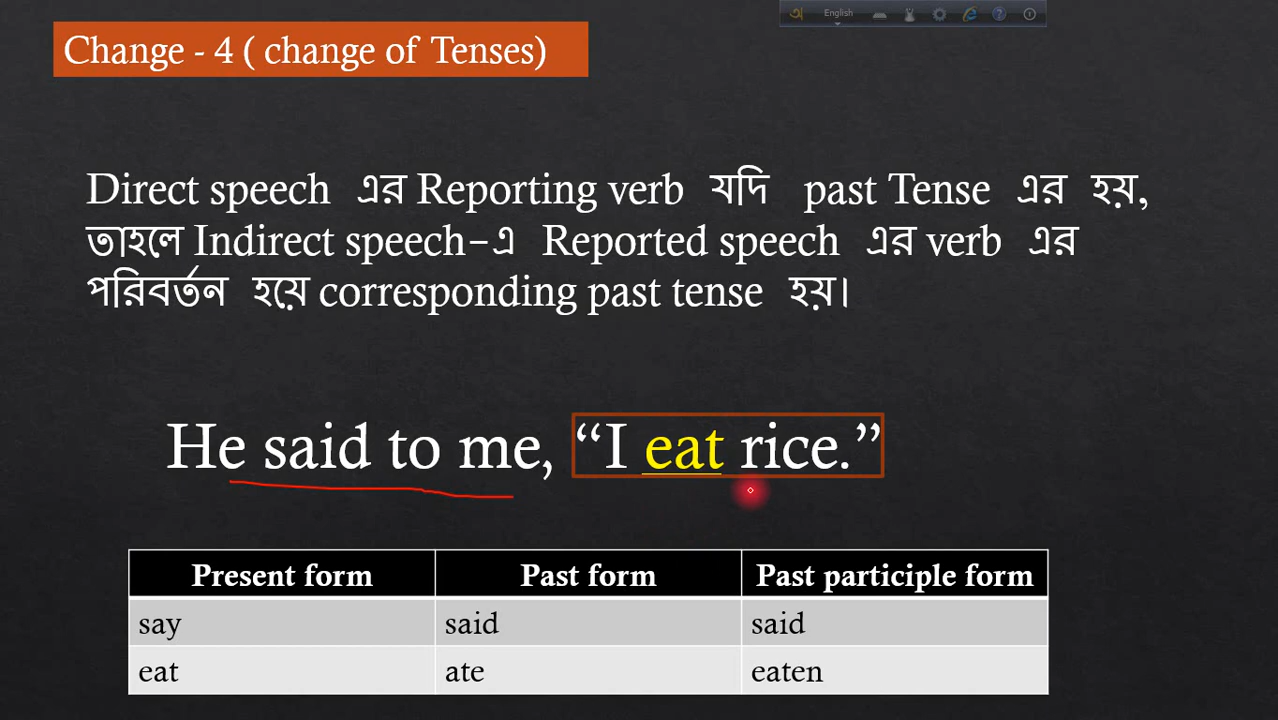 অ English
Change - 4 ( change of Tenses)
Direct speech এর Reporting verb যদি past Tense এর হয়,
তাহলে Indirect speech-এ Reported speech এর verb এর
পরিবর্তন হয়ে corresponding past tense হয়।
He said to me, “I eat rice.”
Present form Past form Past participle form
say said said
eat ate eaten